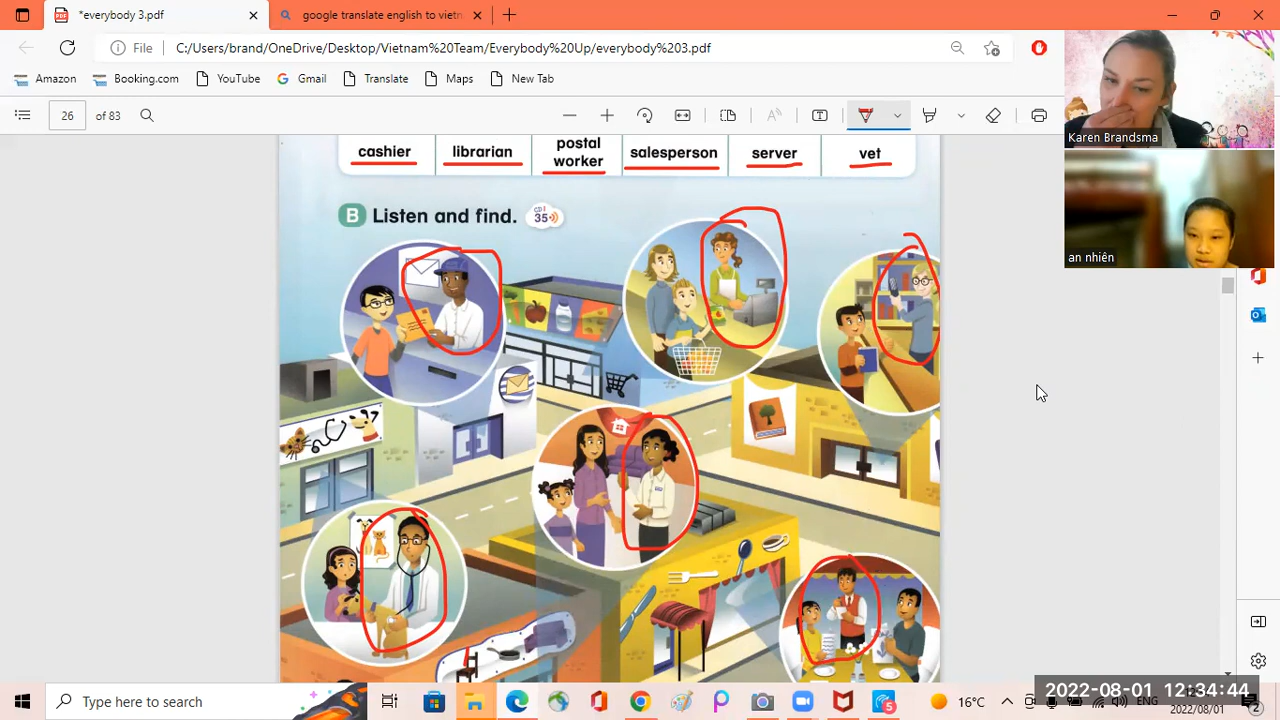 *everybody 3.pdf
google translate english to vietn
File
C:/Users/brand/OneDrive/Desktop/Vietnam%20Team/Everybody%20Up/everybody%203.pdf
Amazon
Booking.com
YouTube
Gmail
Translate
Maps
New Tab
26
of 83
cashier
librarian
postal
worker
salesperson
server
vet
B Listen and find.
CD1
35
Karen Brandsma
an nhiên
Type here to search
5
16°C
ENG
2022-08-01 12:34:44
2022/08/01
2